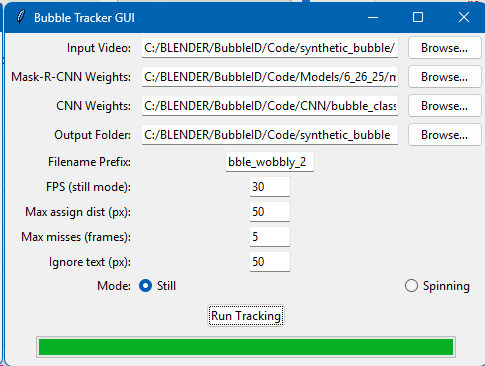 Bubble Tracker GUI
Input Video: C:/BLENDER/BubbleID/Code/synthetic_bubble/ Browse...
Mask-R-CNN Weights: C:/BLENDER/BubbleID/Code/Models/6_26_25/m Browse...
CNN Weights: C:/BLENDER/BubbleID/Code/CNN/bubble_class Browse...
Output Folder: C:/BLENDER/BubbleID/Code/synthetic_bubble Browse...
Filename Prefix: bble_wobbly_2
FPS (still mode): 30
Max assign dist (px): 50
Max misses (frames): 5
Ignore text (px): 50
Mode: Still Spinning
Run Tracking